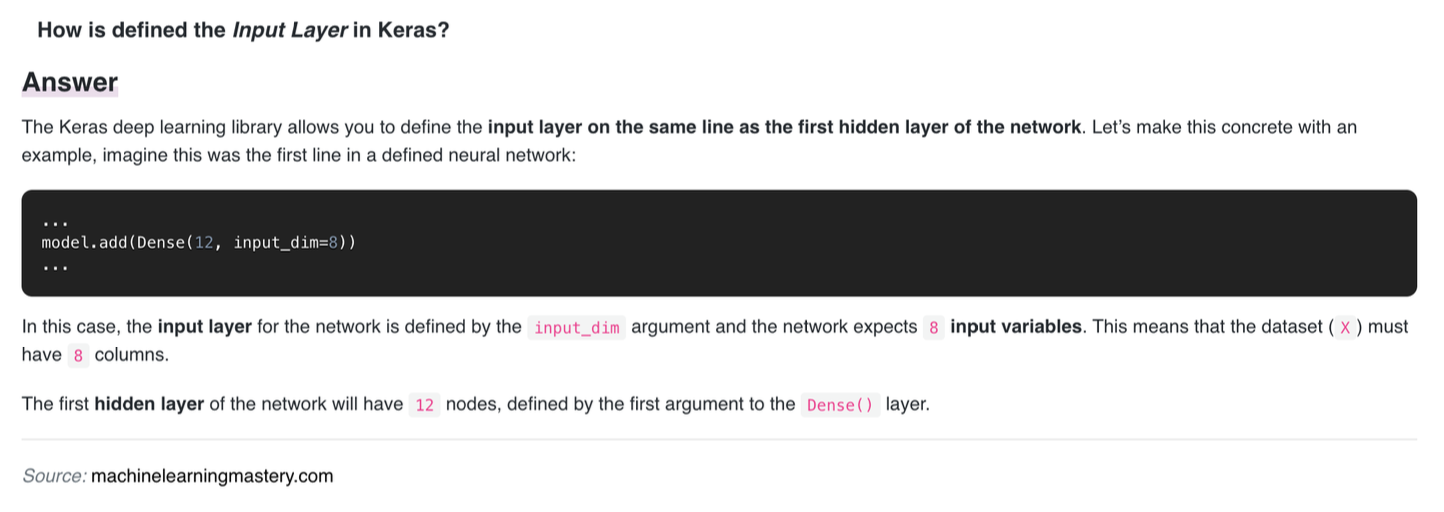 How is defined the Input Layer in Keras?
Answer
The Keras deep learning library allows you to define the input layer on the same line as the first hidden layer of the network. Let’s make this concrete with an
example, imagine this was the first line in a defined neural network:
...
model.add(Dense(12, input_dim=8))
...
In this case, the input layer for the network is defined by the input_dim argument and the network expects 8 input variables. This means that the dataset ( X ) must
have 8 columns.
The first hidden layer of the network will have 12 nodes, defined by the first argument to the Dense() layer.
Source: machinelearningmastery.com